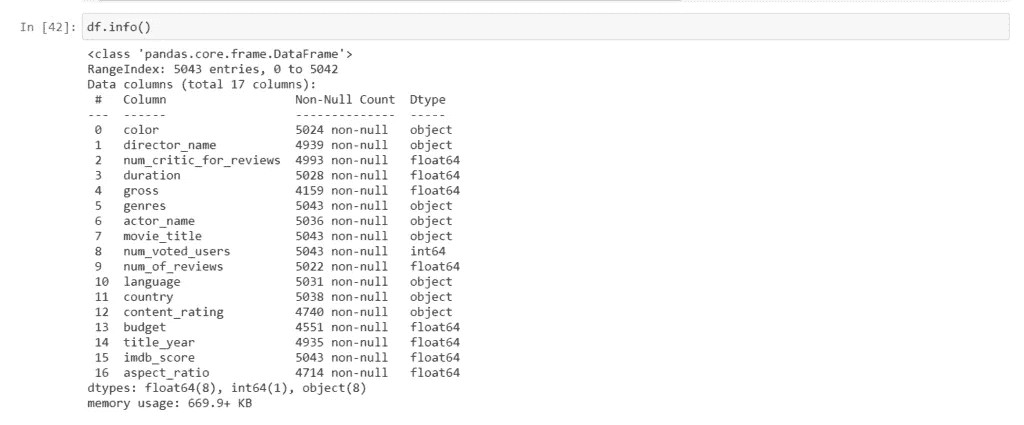 In [42]: df.info()
<class 'pandas.core.frame.DataFrame'>
RangeIndex: 5043 entries, 0 to 5042
Data columns (total 17 columns):
 #   Column                  Non-Null Count  Dtype
---  ------                  --------------  -----
 0   color                   5024 non-null   object
 1   director_name           4939 non-null   object
 2   num_critic_for_reviews  4993 non-null   float64
 3   duration                5028 non-null   float64
 4   gross                   4159 non-null   float64
 5   genres                  5043 non-null   object
 6   actor_name              5036 non-null   object
 7   movie_title             5043 non-null   object
 8   num_voted_users         5043 non-null   int64
 9   num_of_reviews          5022 non-null   float64
 10  language                5031 non-null   object
 11  country                 5038 non-null   object
 12  content_rating          4740 non-null   object
 13  budget                  4551 non-null   float64
 14  title_year              4935 non-null   float64
 15  imdb_score              5043 non-null   float64
 16  aspect_ratio            4714 non-null   float64
dtypes: float64(8), int64(1), object(8)
memory usage: 669.9+ KB